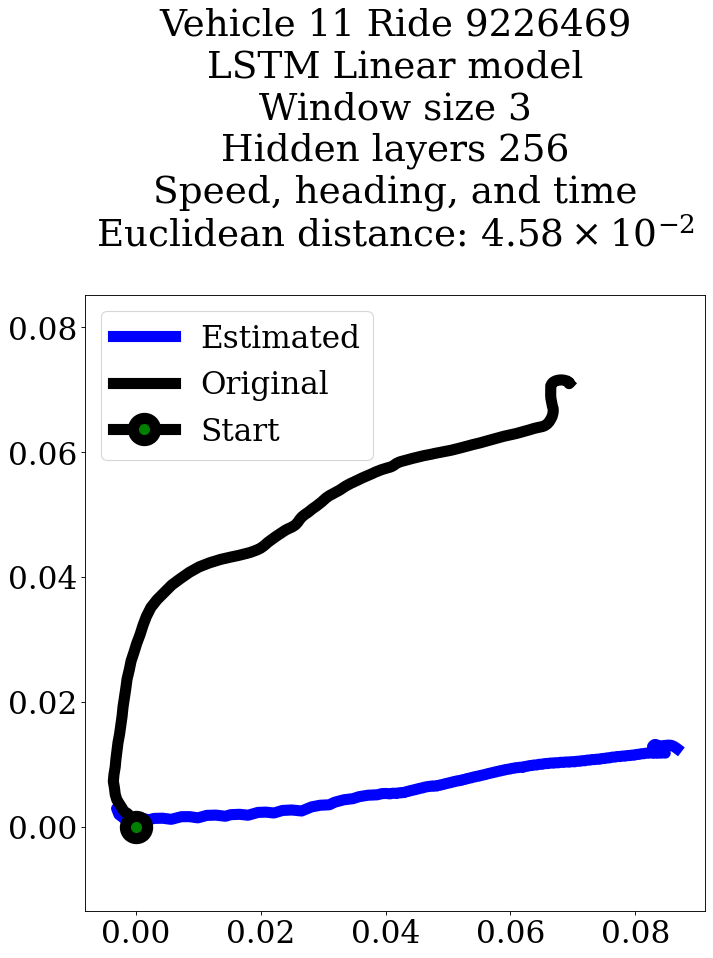 Vehicle 11 Ride 9226469
LSTM Linear model
Window size 3
Hidden layers 256
Speed, heading, and time
Euclidean distance: 4.58 × 10⁻²
Estimated
Original
Start
0.08
0.06
0.04
0.02
0.00
0.00 0.02 0.04 0.06 0.08